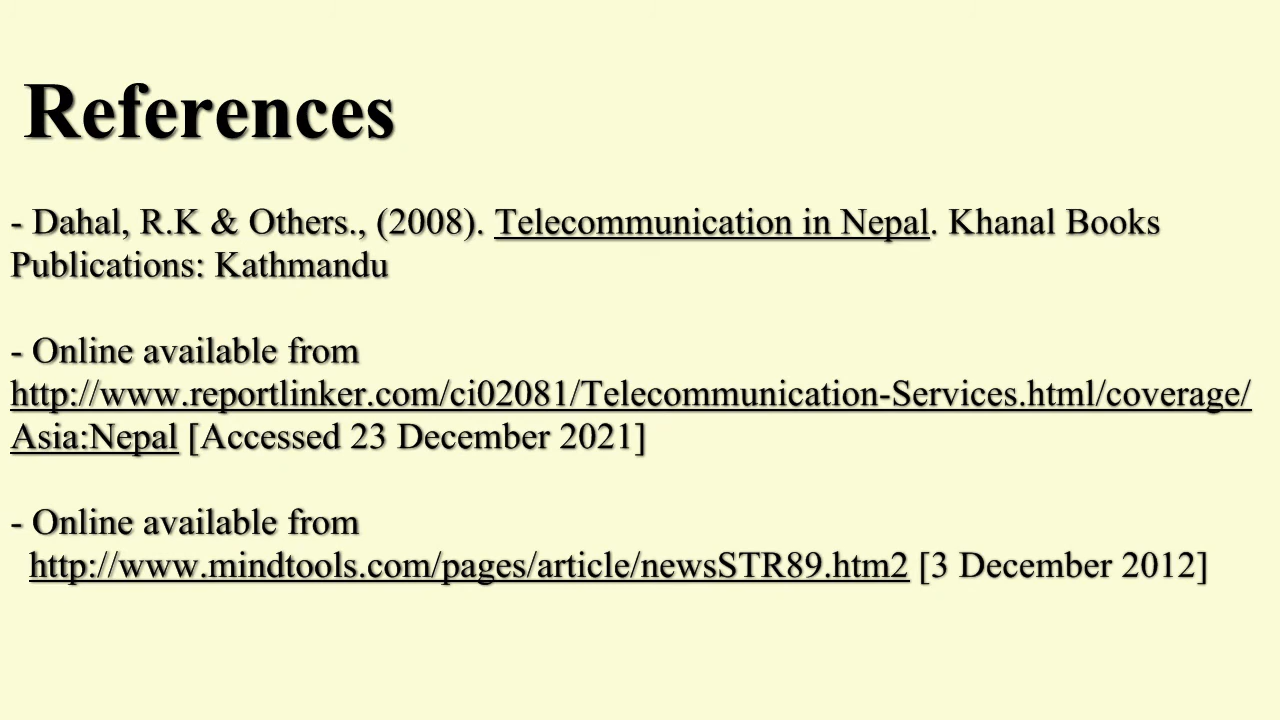 References
- Dahal, R.K & Others., (2008). Telecommunication in Nepal. Khanal Books
Publications: Kathmandu
- Online available from
http://www.reportlinker.com/ci02081/Telecommunication-Services.html/coverage/
Asia:Nepal [Accessed 23 December 2021]
- Online available from
http://www.mindtools.com/pages/article/newsSTR89.htm2 [3 December 2012]